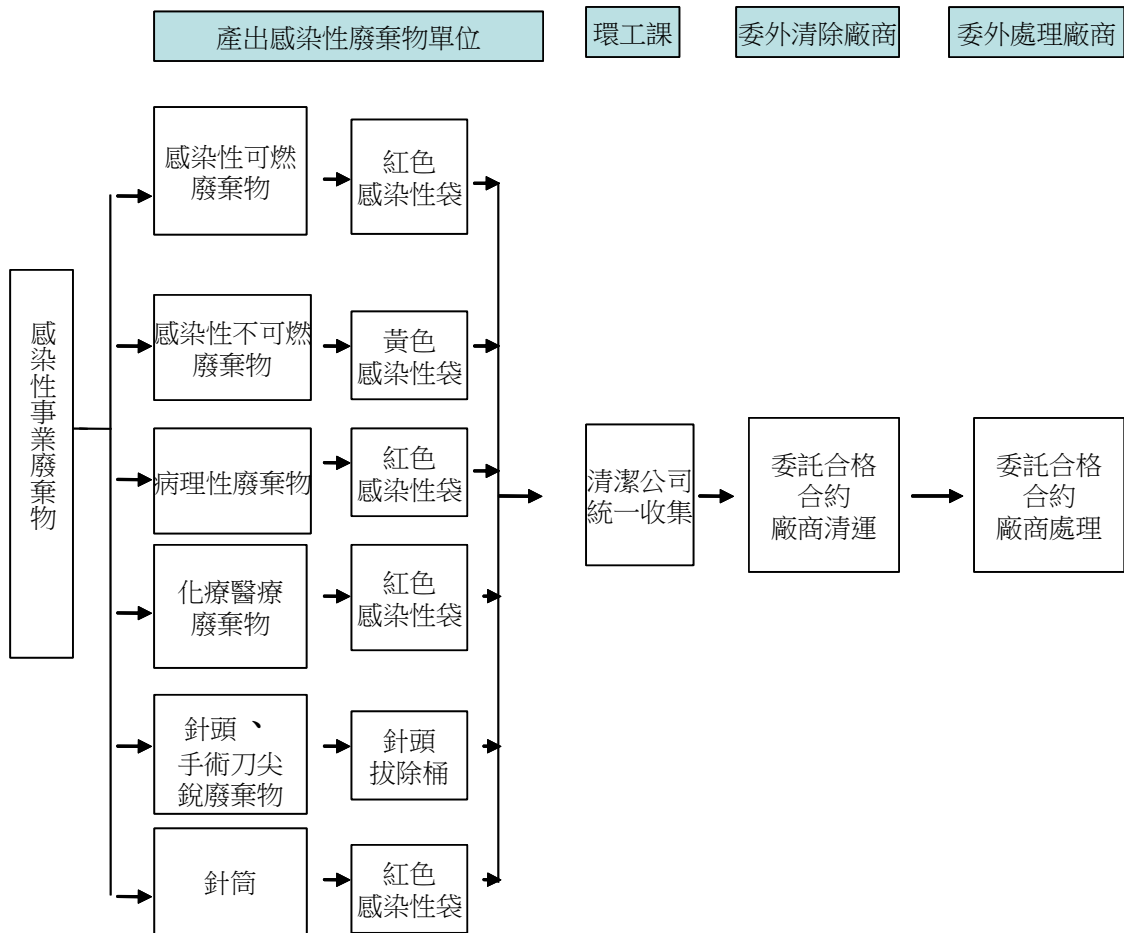 產出感染性廢棄物單位
環工課
委外清除廠商
委外處理廠商
感染性事業廢棄物
感染性可燃
廢棄物
紅色
感染性袋
感染性不可燃
廢棄物
黃色
感染性袋
病理性廢棄物
紅色
感染性袋
化療醫療
廢棄物
紅色
感染性袋
針頭、
手術刀尖
銳廢棄物
針頭
拔除桶
針筒
紅色
感染性袋
清潔公司
統一收集
委託合格
合約
廠商清運
委託合格
合約
廠商處理